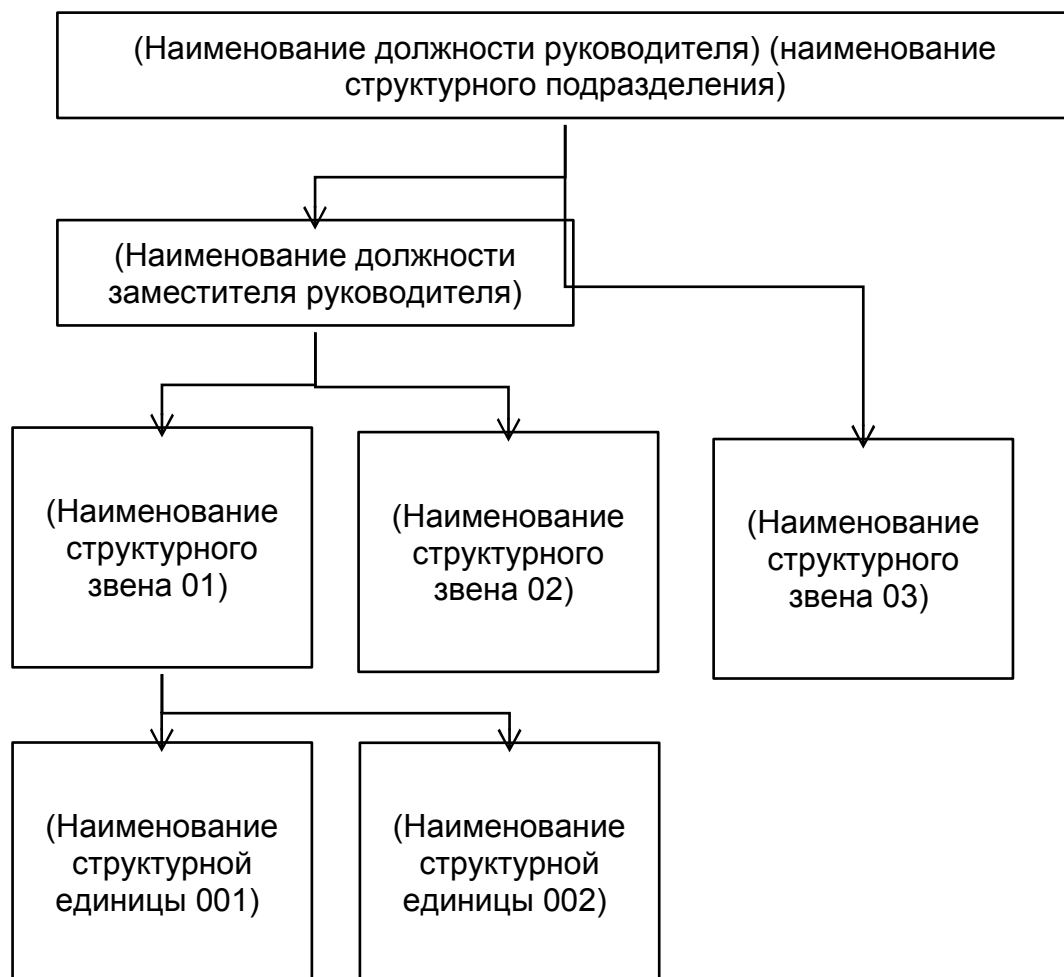 (Наименование должности руководителя) (наименование
структурного подразделения)
(Наименование должности
заместителя руководителя)
(Наименование
структурного
звена 01)
(Наименование
структурного
звена 02)
(Наименование
структурного
звена 03)
(Наименование
структурной
единицы 001)
(Наименование
структурной
единицы 002)